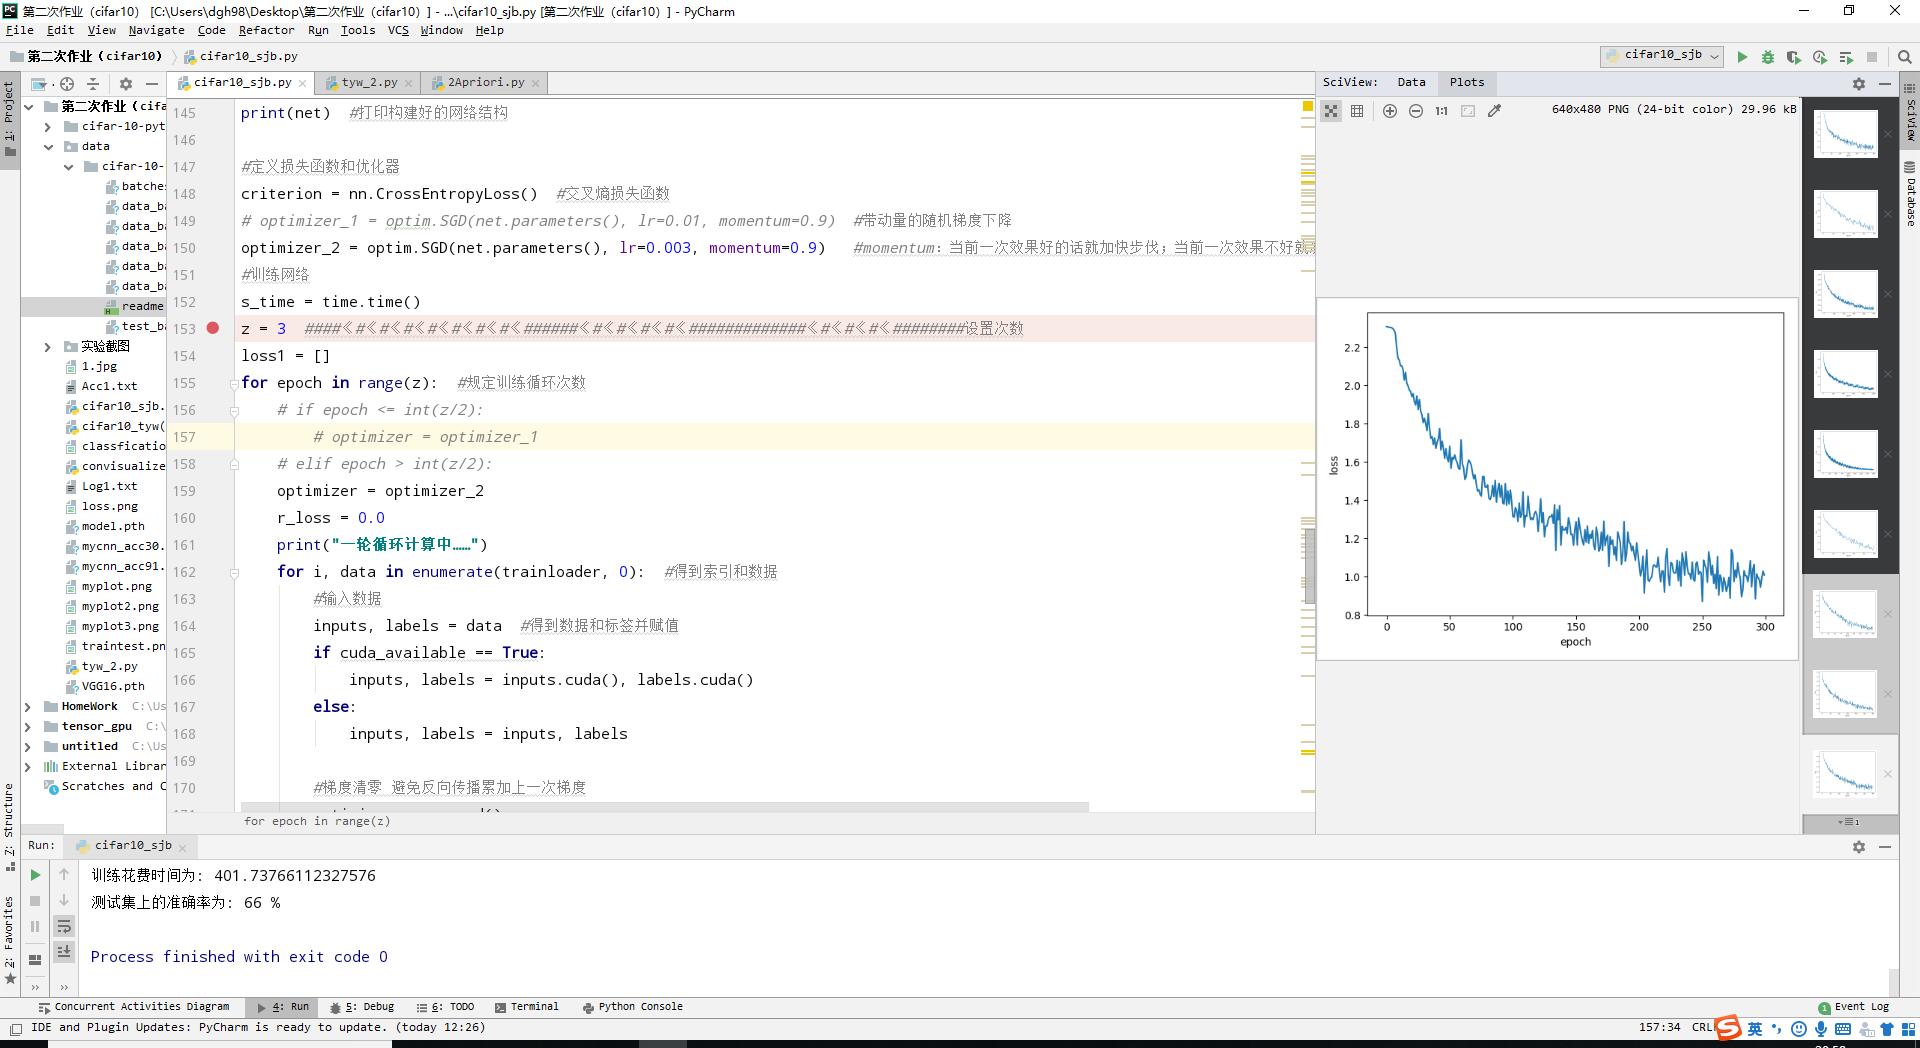 第二次作业（cifar10） [C:\Users\dgh98\Desktop\第二次作业（cifar10）] - ...\cifar10_sjb.py [第二次作业（cifar10）] - PyCharm
File Edit View Navigate Code Refactor Run Tools VCS Window Help
第二次作业（cifar10） cifar10_sjb.py
cifar10_sjb
1: Project
第二次作业（cifa
cifar-10-pyt
data
cifar-10-
batches
data_ba
data_ba
data_ba
data_ba
data_ba
readme
test_ba
实验截图
1.jpg
Acc1.txt
cifar10_sjb.
cifar10_tyw(
classficatio
convisualize
Log1.txt
loss.png
model.pth
mycnn_acc30.
mycnn_acc91.
myplot.png
myplot2.png
myplot3.png
traintest.pn
tyw_2.py
VGG16.pth
HomeWork C:\Us
tensor_gpu C:\
untitled C:\Us
External Librar
Scratches and C
Z: Structure
2: Favorites
cifar10_sjb.py tyw_2.py 2Apriori.py
145 print(net) #打印构建好的网络结构
146
147 #定义损失函数和优化器
148 criterion = nn.CrossEntropyLoss() #交叉熵损失函数
149 # optimizer_1 = optim.SGD(net.parameters(), lr=0.01, momentum=0.9) #带动量的随机梯度下降
150 optimizer_2 = optim.SGD(net.parameters(), lr=0.003, momentum=0.9) #momentum：当前一次效果好的话就加快步伐；当前一次效果不好就
151 #训练网络
152 s_time = time.time()
153 z = 3 ####《#《#《#《#《#《#《#《######《#《#《#《#《#############《#《#《#《########设置次数
154 loss1 = []
155 for epoch in range(z): #规定训练循环次数
156 # if epoch <= int(z/2):
157 # optimizer = optimizer_1
158 # elif epoch > int(z/2):
159 optimizer = optimizer_2
160 r_loss = 0.0
161 print("一轮循环计算中……")
162 for i, data in enumerate(trainloader, 0): #得到索引和数据
163 #输入数据
164 inputs, labels = data #得到数据和标签并赋值
165 if cuda_available == True:
166 inputs, labels = inputs.cuda(), labels.cuda()
167 else:
168 inputs, labels = inputs, labels
169
170 #梯度清零 避免反向传播累加上一次梯度
for epoch in range(z)
SciView: Data Plots
1:1 640x480 PNG (24-bit color) 29.96 kB
2.2
2.0
1.8
1.6
1.4
1.2
1.0
0.8
loss
0 50 100 150 200 250 300
epoch
1
SciView
Database
Run: cifar10_sjb
训练花费时间为: 401.73766112327576
测试集上的准确率为: 66 %
Process finished with exit code 0
Concurrent Activities Diagram 4: Run 5: Debug 6: TODO Terminal Python Console 1 Event Log
IDE and Plugin Updates: PyCharm is ready to update. (today 12:26) 157:34 CRL 英